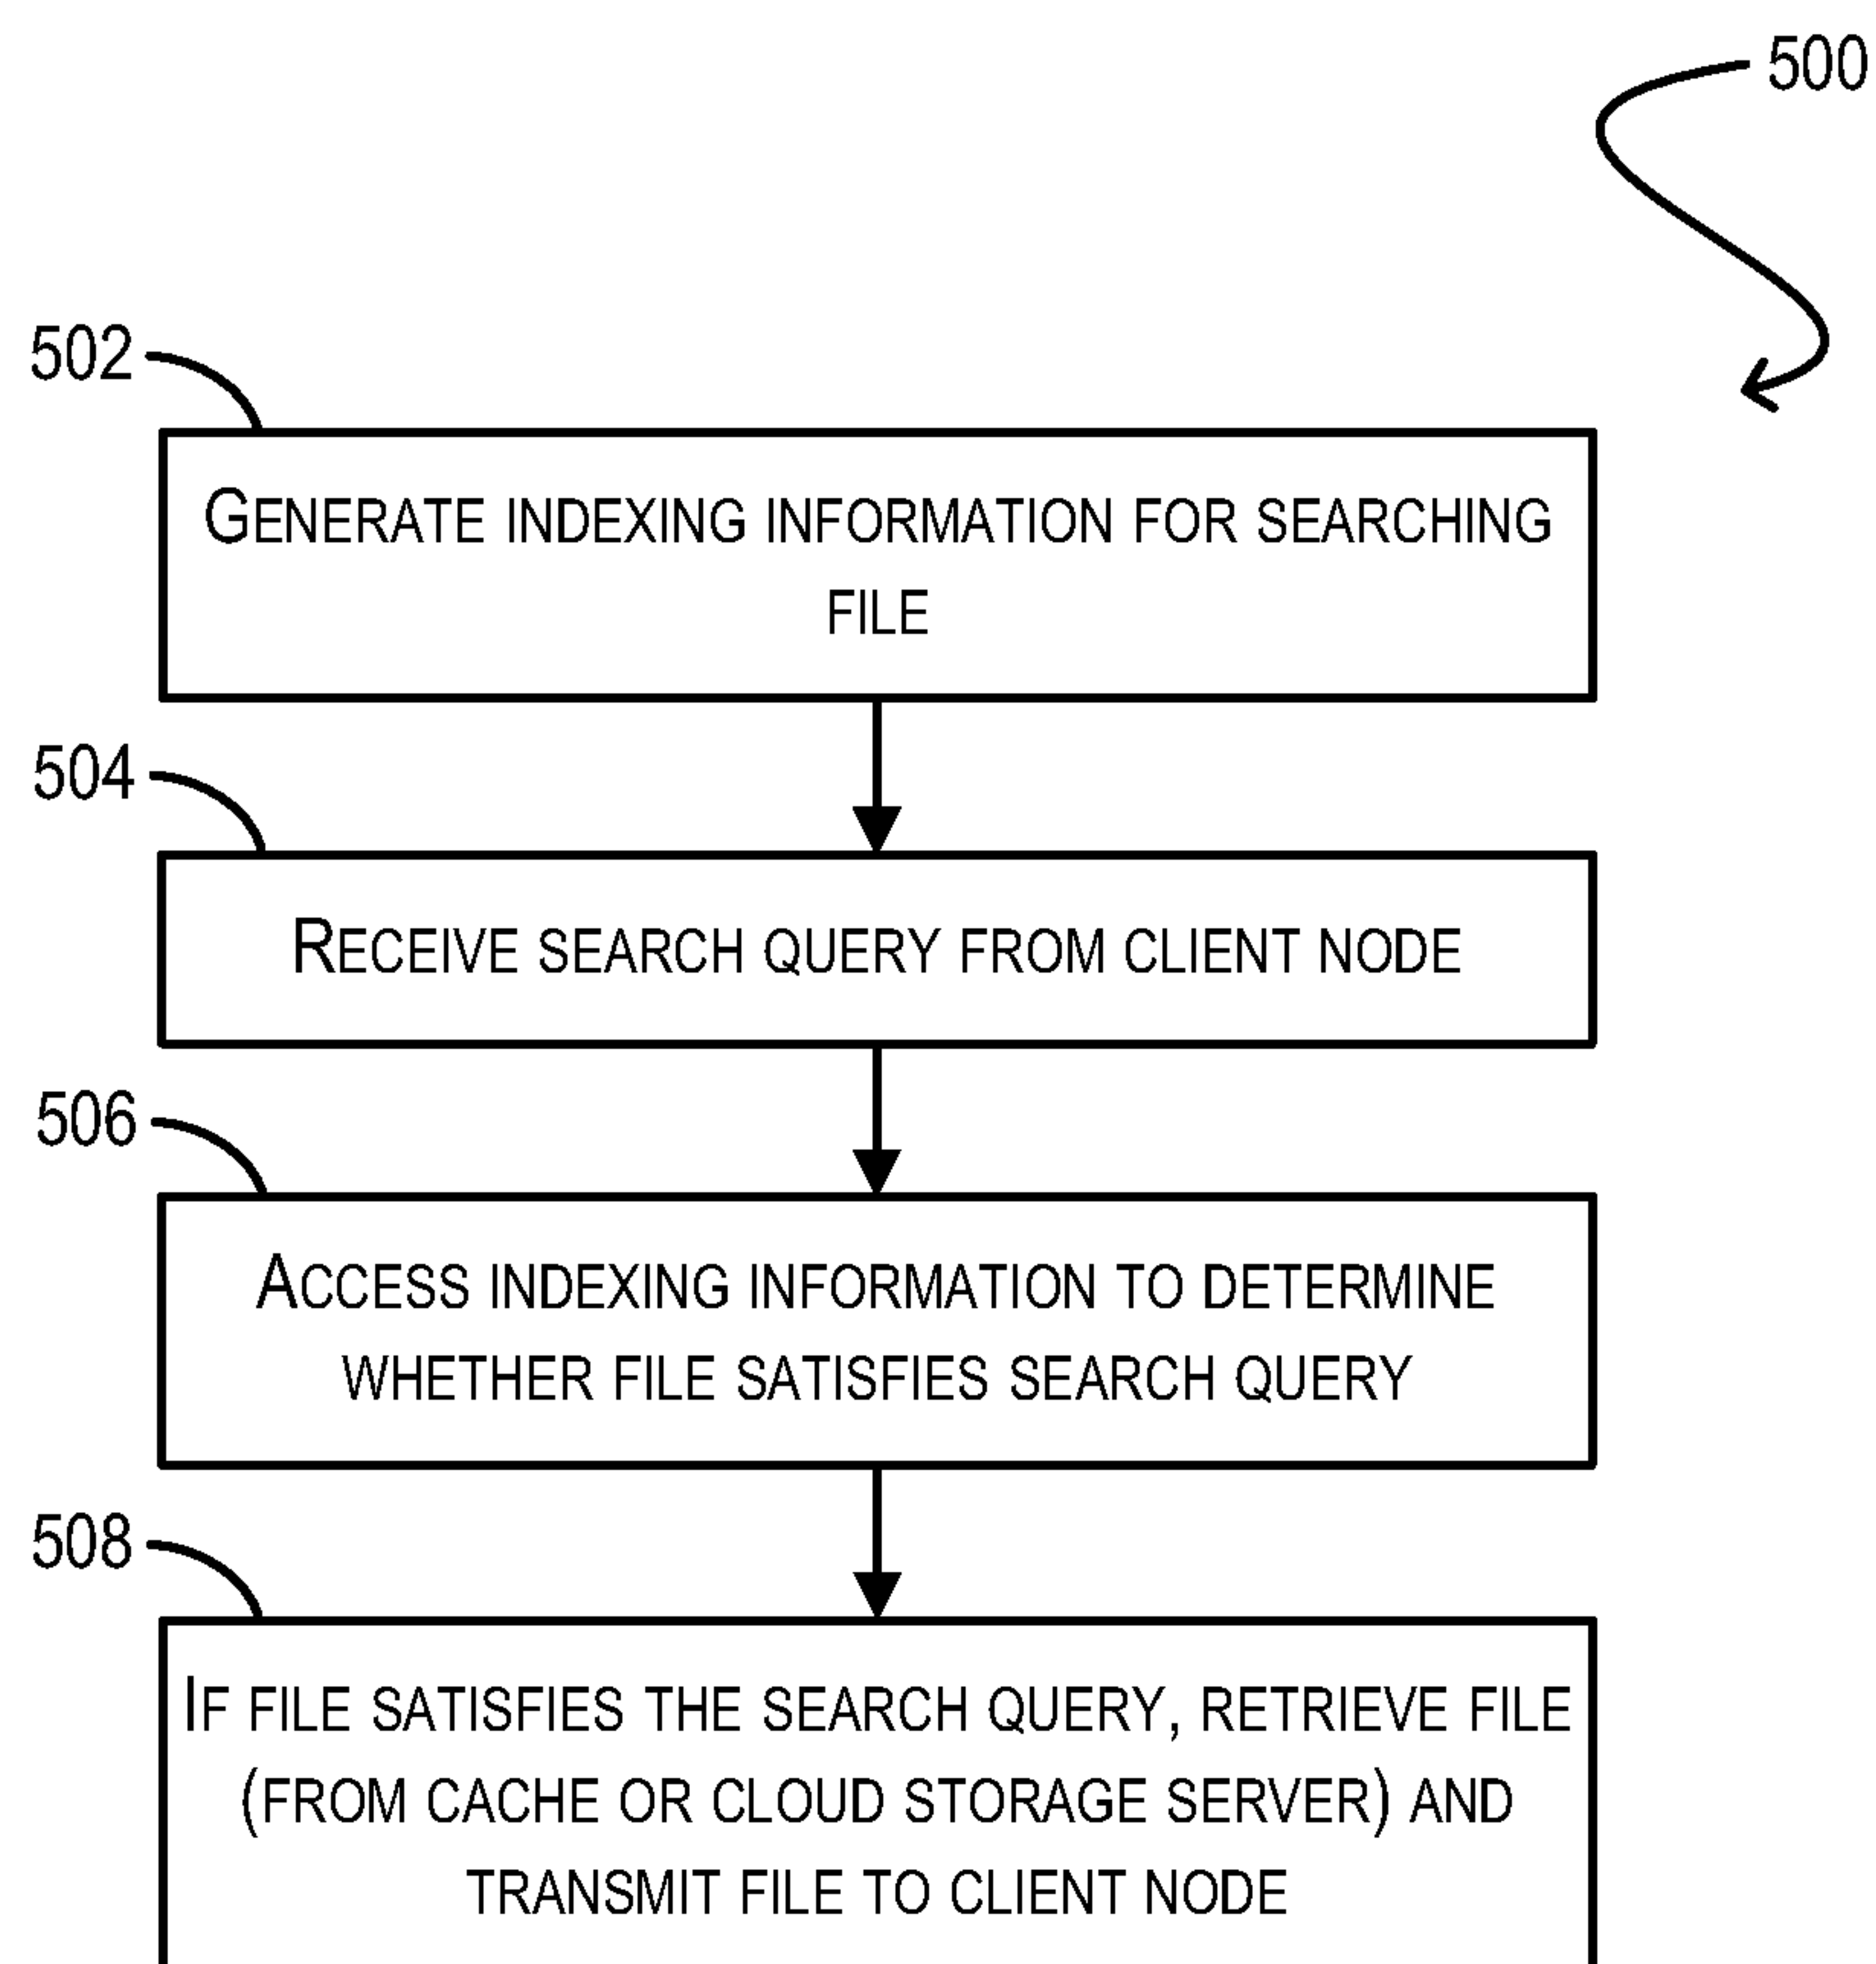 500
502
GENERATE INDEXING INFORMATION FOR SEARCHING
FILE
504
RECEIVE SEARCH QUERY FROM CLIENT NODE
506
ACCESS INDEXING INFORMATION TO DETERMINE
WHETHER FILE SATISFIES SEARCH QUERY
508
IF FILE SATISFIES THE SEARCH QUERY, RETRIEVE FILE
(FROM CACHE OR CLOUD STORAGE SERVER) AND
TRANSMIT FILE TO CLIENT NODE